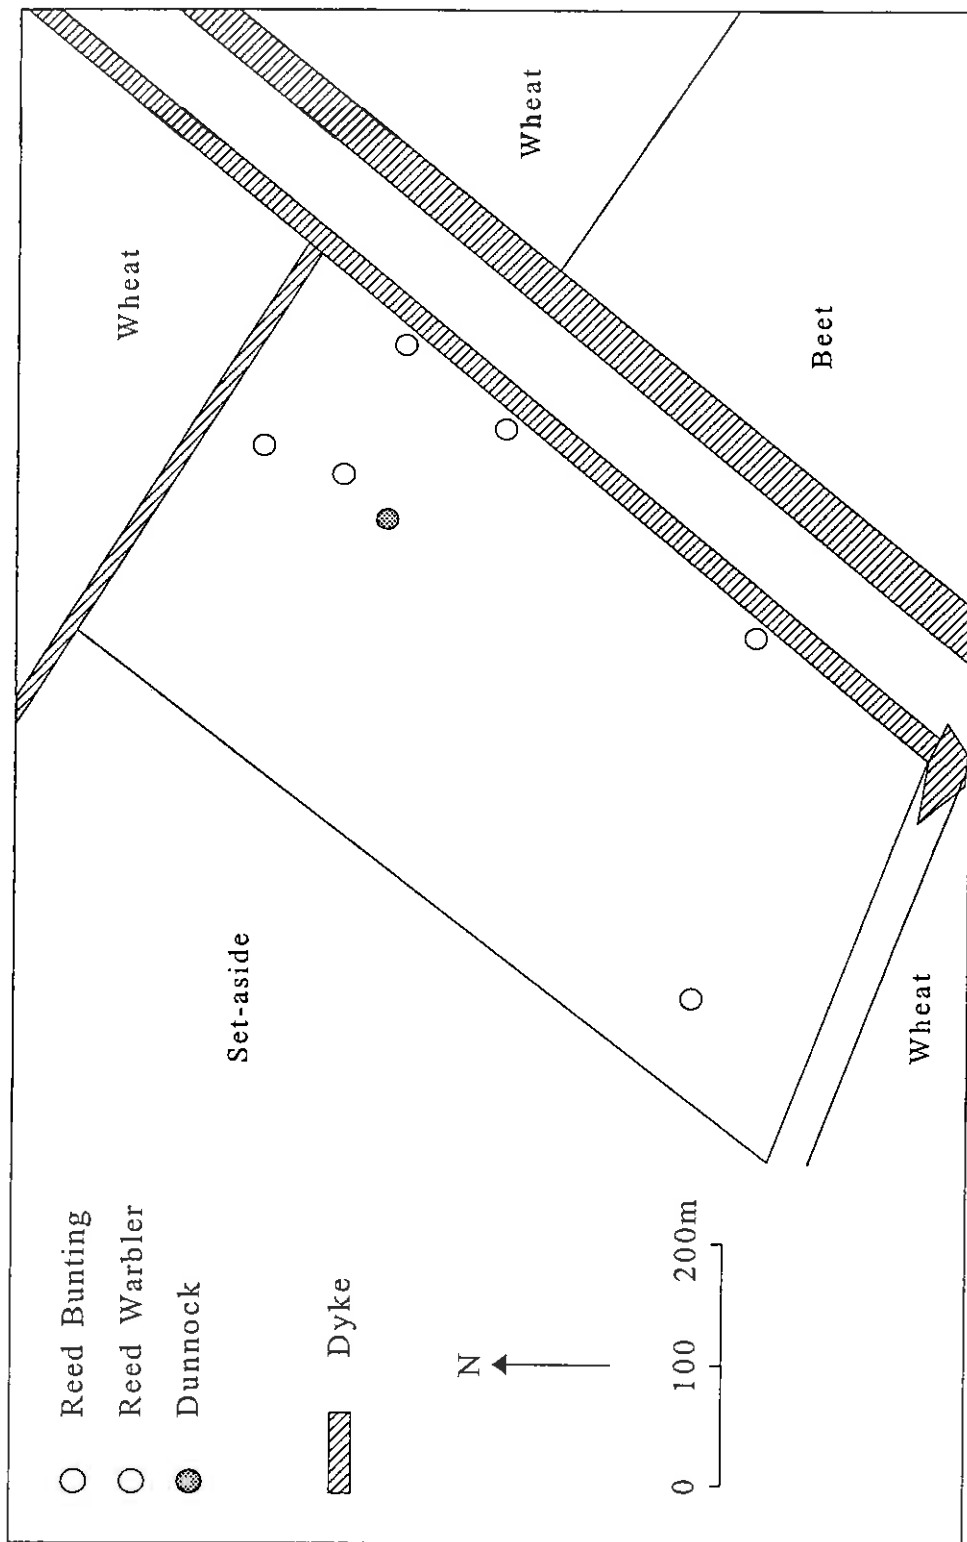 Reed Bunting
Reed Warbler
Dunnock
Dyke
N
0 100 200m
Set-aside
Wheat
Wheat
Wheat
Beet